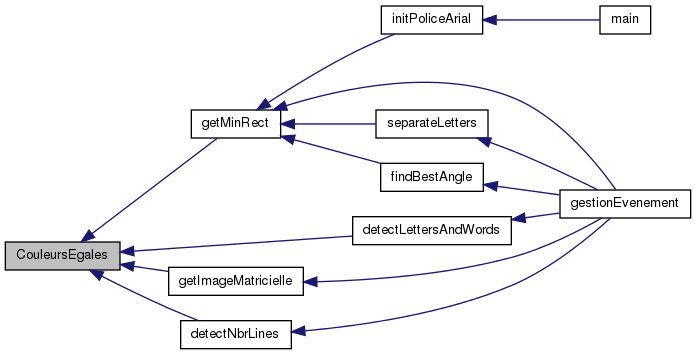 initPoliceArial
main
getMinRect
separateLetters
findBestAngle
gestionEvenement
detectLettersAndWords
CouleursEgales
getImageMatricielle
detectNbrLines